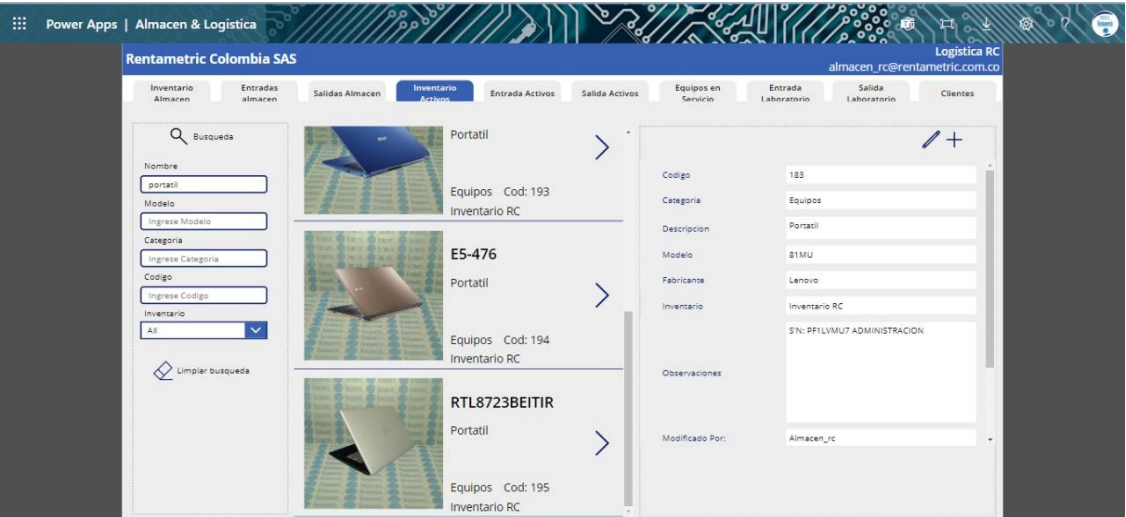 Power Apps | Almacen & Logistica
Rentametric Colombia SAS
Logística RC
almacen_rc@rentametric.com.co
Inventario Almacen
Entradas almacen
Salidas Almacen
Inventario Activos
Entrada Activos
Salida Activos
Equipos en Servicio
Entrada Laboratorio
Salida Laboratorio
Clientes
Busqueda
Nombre
portatil
Modelo
Ingrese Modelo
Categoria
Ingrese Categoria
Codigo
Ingrese Codigo
Inventario
All
Limpiar busqueda
Portatil
Equipos Cod: 193
Inventario RC
E5-476
Portatil
Equipos Cod: 194
Inventario RC
RTL8723BEITIR
Portatil
Equipos Cod: 195
Inventario RC
Codigo 183
Categoria Equipos
Descripcion Portatil
Modelo 81MU
Fabricante Lenovo
Inventario Inventario RC
S'N: PF1LVMU7 ADMINISTRACION
Observaciones
Modificado Por: Almacen_rc